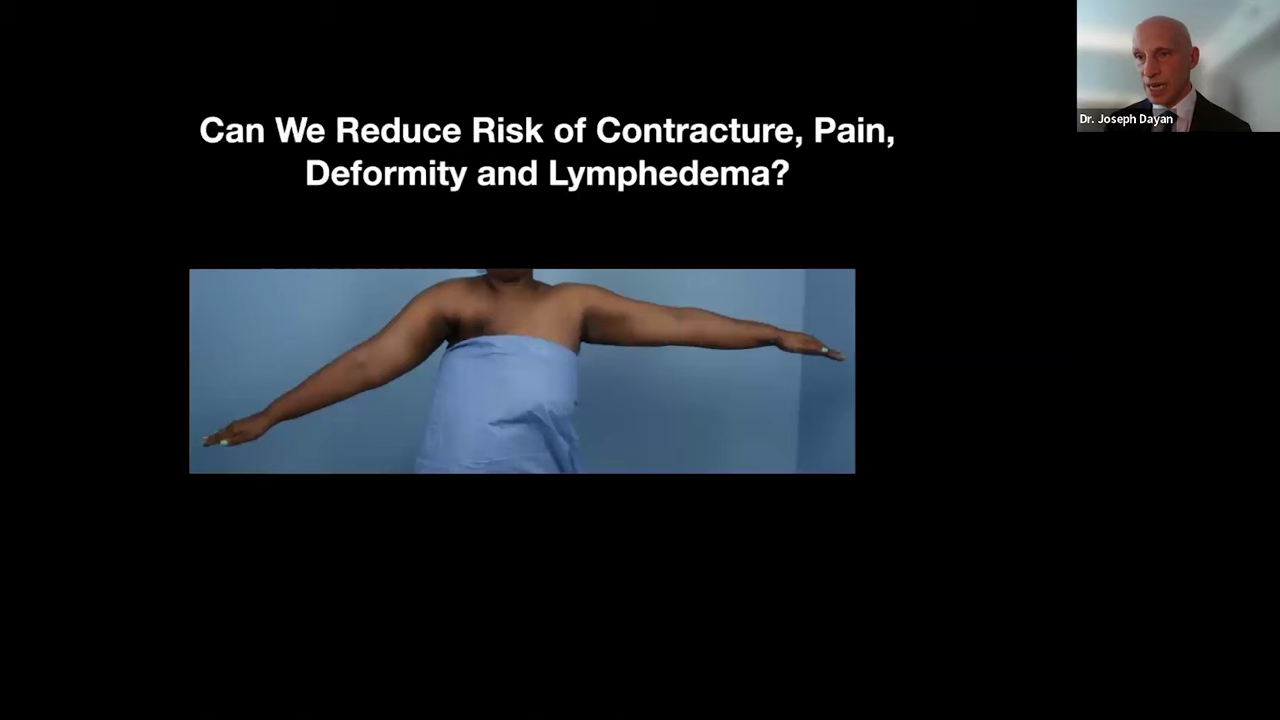 Can We Reduce Risk of Contracture, Pain,
Deformity and Lymphedema?
Dr. Joseph Dayan